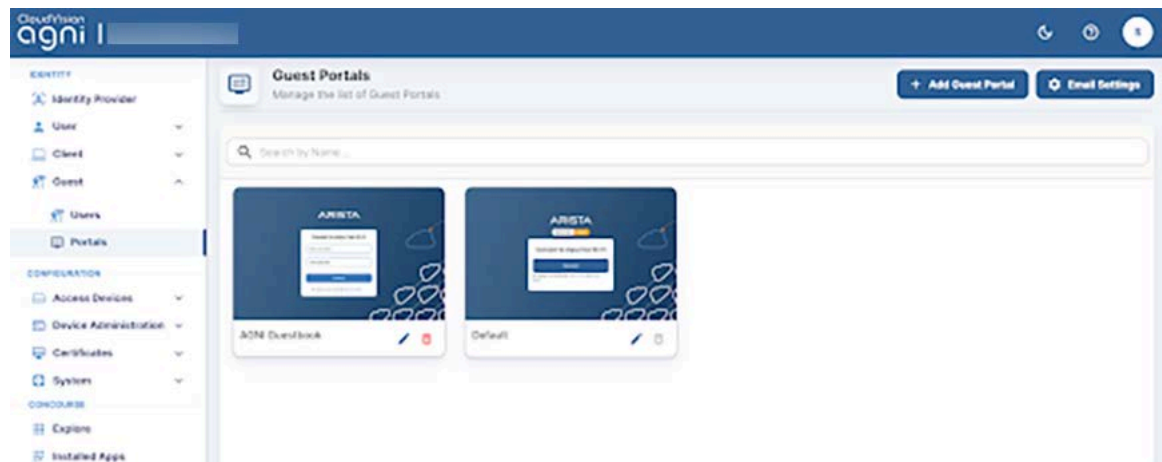 CloudVision
agni |
IDENTITY
Identity Provider
User
Client
Guest
Users
Portals
CONFIGURATION
Access Devices
Device Administration
Certificates
System
CONCOURSE
Explore
Installed Apps
Guest Portals
Manage the list of Guest Portals
+ Add Guest Portal
Email Settings
Search by Name...
ARISTA
AGNI Guestbook
ARISTA
Default